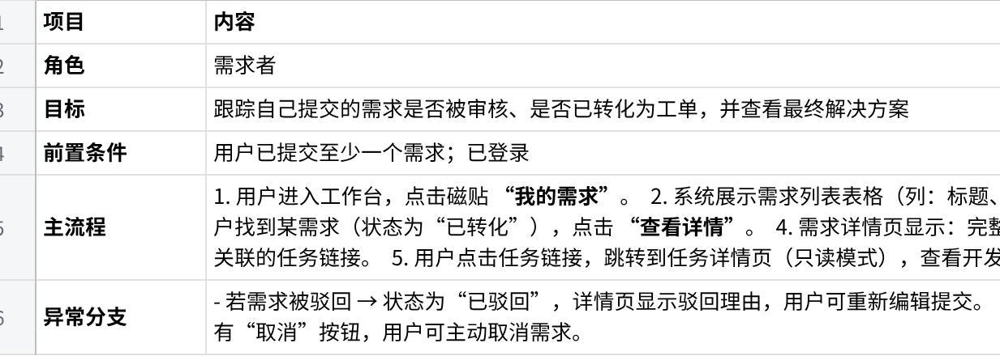 1 项目 内容
2 角色 需求者
3 目标 跟踪自己提交的需求是否被审核、是否已转化为工单，并查看最终解决方案
4 前置条件 用户已提交至少一个需求；已登录
5 主流程 1. 用户进入工作台，点击磁贴 “我的需求” 。 2. 系统展示需求列表表格（列：标题、
户找到某需求（状态为“已转化”），点击 “查看详情” 。 4. 需求详情页显示：完整
关联的任务链接。 5. 用户点击任务链接，跳转到任务详情页（只读模式），查看开发
6 异常分支 - 若需求被驳回 → 状态为“已驳回”，详情页显示驳回理由，用户可重新编辑提交。
有“取消”按钮，用户可主动取消需求。